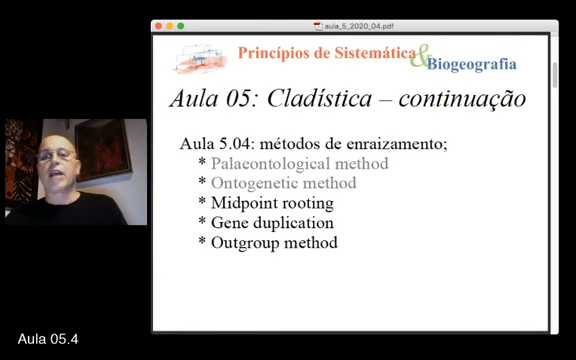 aula_5_2020_04.pdf
Princípios de Sistemática
& Biogeografia
Aula 05: Cladística – continuação
Aula 5.04: métodos de enraizamento;
* Palaeontological method
* Ontogenetic method
* Midpoint rooting
* Gene duplication
* Outgroup method
Aula 05.4